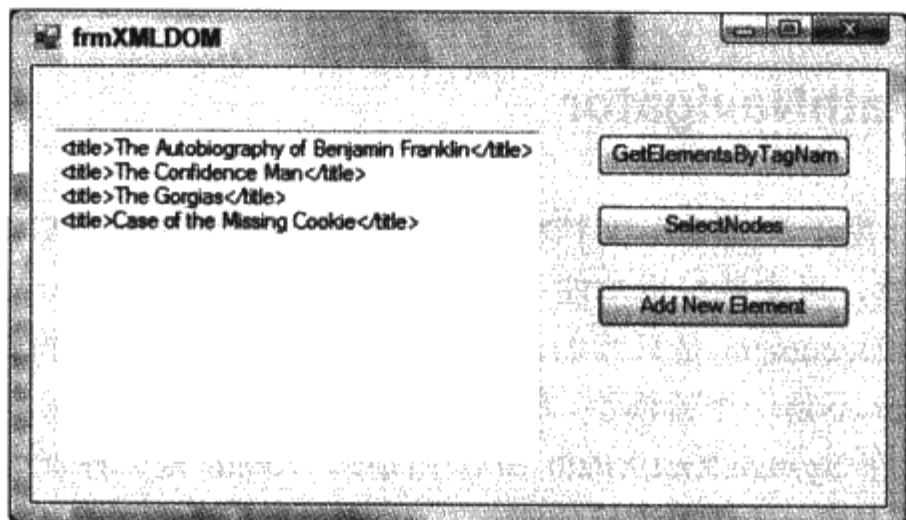 frmXMLDOM
<title>The Autobiography of Benjamin Franklin</title>
<title>The Confidence Man</title>
<title>The Gorgias</title>
<title>Case of the Missing Cookie</title>
GetElementsByTagNam
SelectNodes
Add New Element